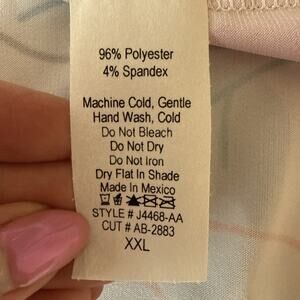 96% Polyester
4% Spandex
Machine Cold, Gentle
Hand Wash, Cold
Do Not Bleach
Do Not Dry
Do Not Iron
Dry Flat In Shade
Made In Mexico
STYLE # J4468-AA
CUT # AB-2883
XXL